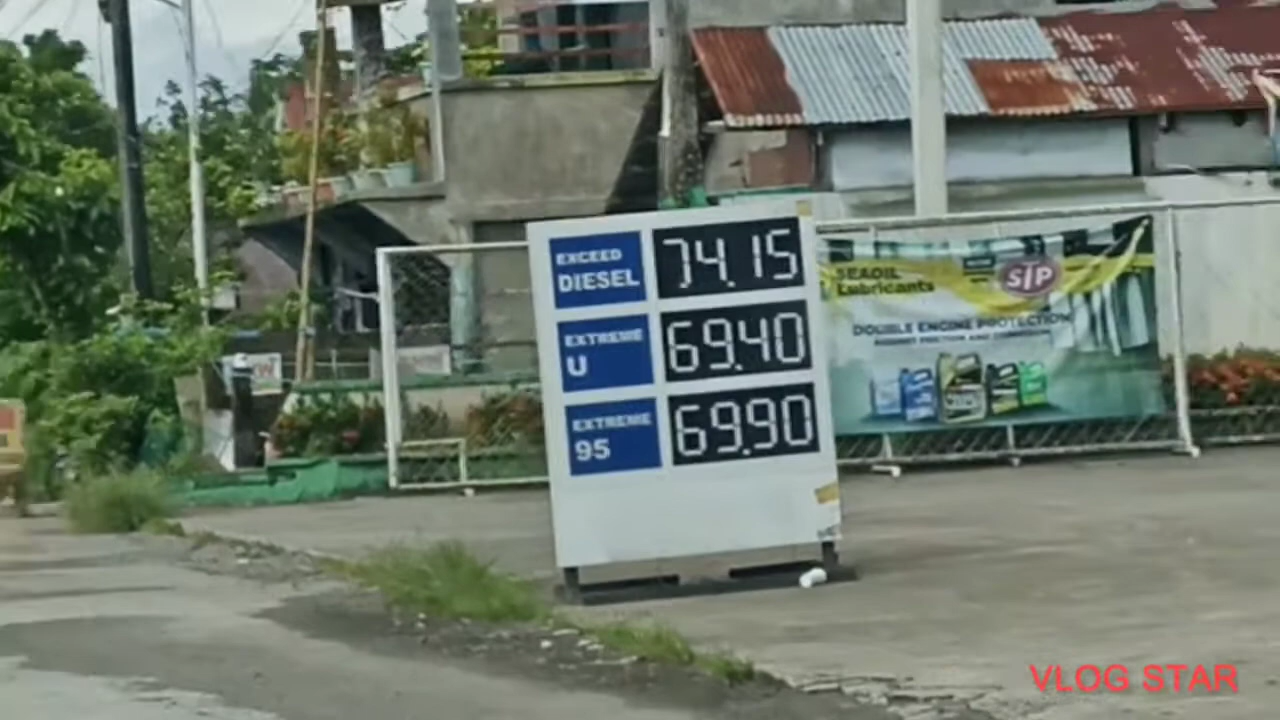 EXCEED
DIESEL
74.15
EXTREME
U
69.40
EXTREME
95
69.90
SEAOIL
Lubricants
STP
DOUBLE ENGINE PROTECTION
VLOG STAR